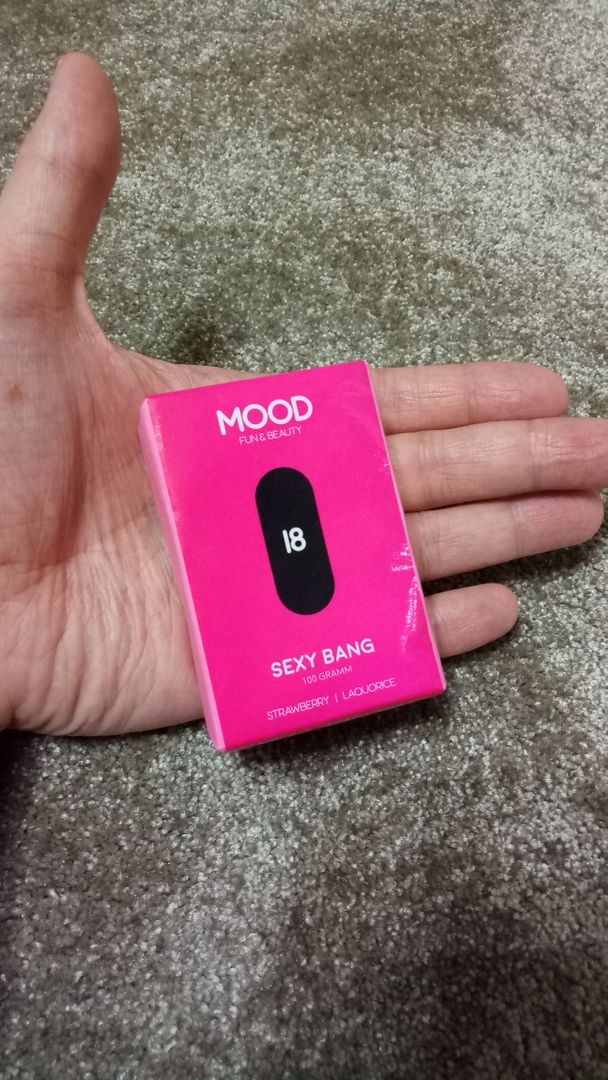 MOOD
FUN & BEAUTY
18
SEXY BANG
100 GRAMM
STRAWBERRY | LAQUORICE